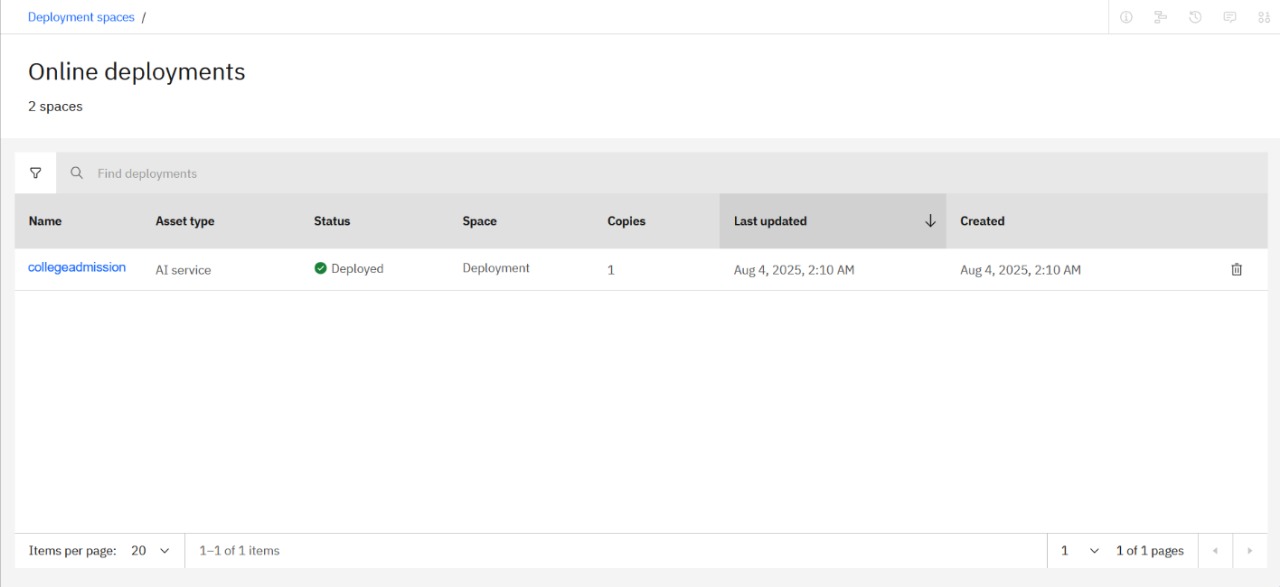 Deployment spaces /
Online deployments
2 spaces
Find deployments
Name Asset type Status Space Copies Last updated Created
collegeadmission AI service Deployed Deployment 1 Aug 4, 2025, 2:10 AM Aug 4, 2025, 2:10 AM
Items per page: 20 1–1 of 1 items 1 1 of 1 pages